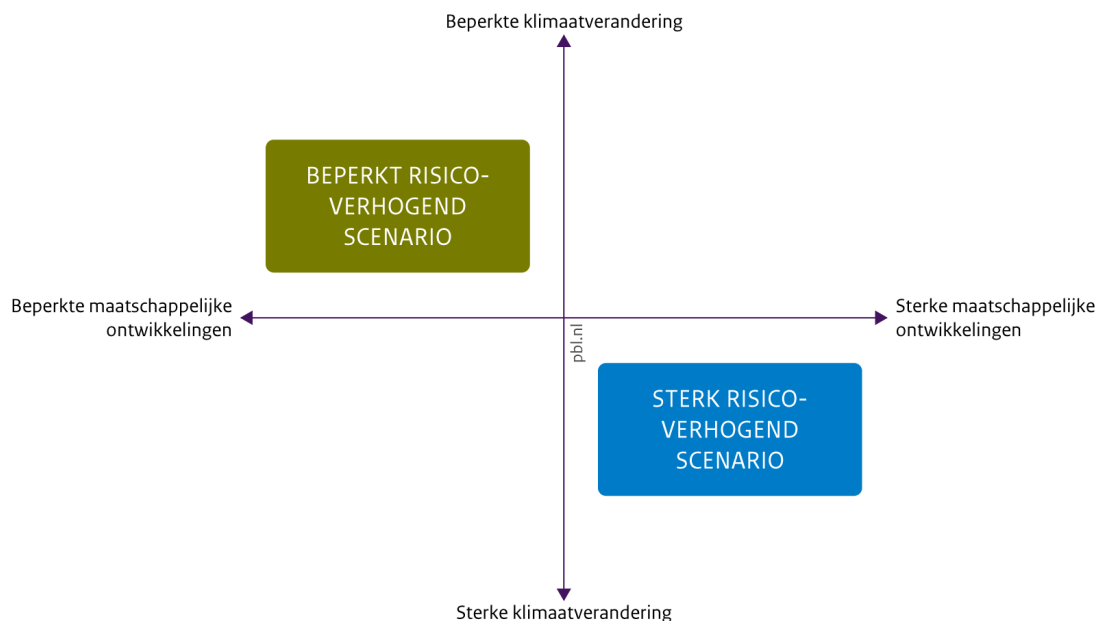 Beperkte klimaatverandering
BEPERKT RISICO-
VERHOGEND
SCENARIO
Beperkte maatschappelijke
ontwikkelingen
Sterke maatschappelijke
ontwikkelingen
pbl.nl
STERK RISICO-
VERHOGEND
SCENARIO
Sterke klimaatverandering